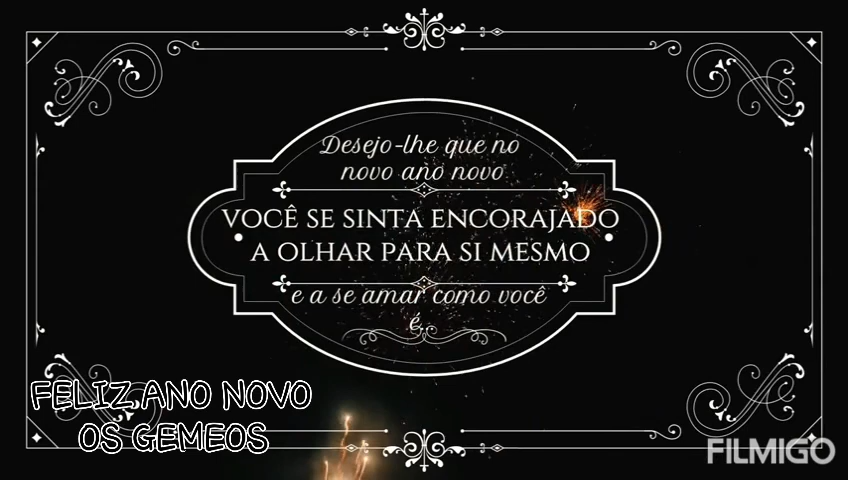 Desejo-lhe que no
novo ano novo
VOCÊ SE SINTA ENCORAJADO
A OLHAR PARA SI MESMO
e a se amar como você
é...
FELIZ ANO NOVO
OS GEMEOS
FILMIGO